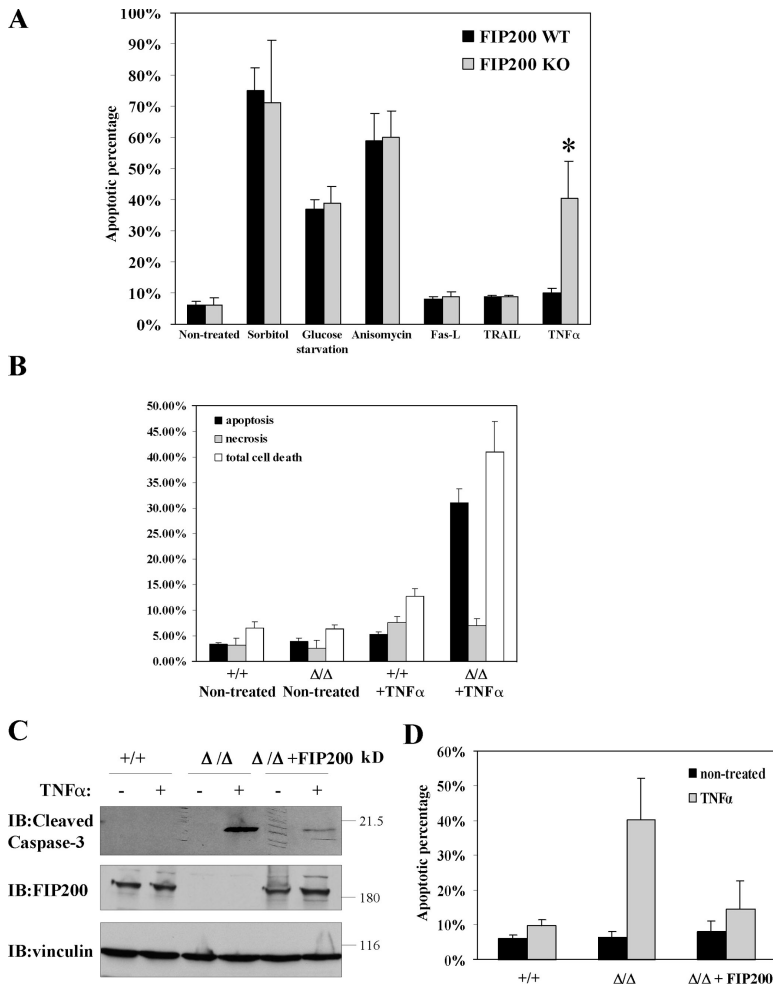 A
100%
90%
80%
70%
60%
50%
40%
30%
20%
10%
0%
Apoptotic percentage
FIP200 WT
FIP200 KO
*
Non-treated Sorbitol Glucose starvation Anisomycin Fas-L TRAIL TNFα
B
50.00%
45.00%
40.00%
35.00%
30.00%
25.00%
20.00%
15.00%
10.00%
5.00%
0.00%
apoptosis
necrosis
total cell death
+/+ Δ/Δ +/+ Δ/Δ
Non-treated Non-treated +TNFα +TNFα
C
+/+ Δ /Δ Δ /Δ +FIP200 kD
TNFα: - + - + - +
IB:Cleaved
Caspase-3
21.5
IB:FIP200
180
IB:vinculin
116
D
60%
50%
40%
30%
20%
10%
0%
Apoptotic percentage
non-treated
TNFα
+/+ Δ/Δ Δ/Δ + FIP200